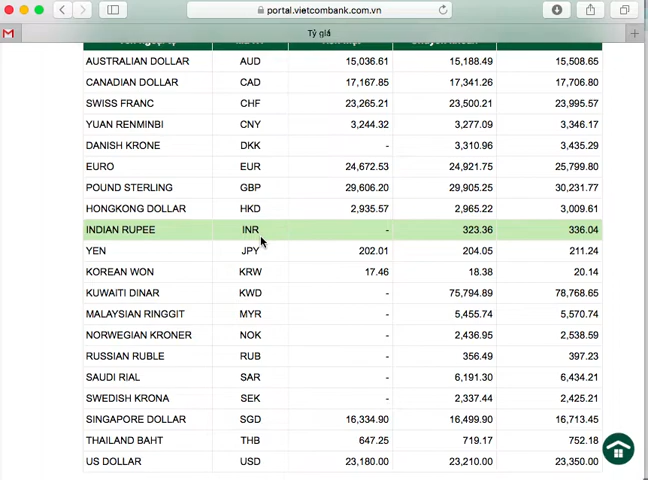 portal.vietcombank.com.vn
Tỷ giá
AUSTRALIAN DOLLAR AUD 15,036.61 15,188.49 15,508.65
CANADIAN DOLLAR CAD 17,167.85 17,341.26 17,706.80
SWISS FRANC CHF 23,265.21 23,500.21 23,995.57
YUAN RENMINBI CNY 3,244.32 3,277.09 3,346.17
DANISH KRONE DKK - 3,310.96 3,435.29
EURO EUR 24,672.53 24,921.75 25,799.80
POUND STERLING GBP 29,606.20 29,905.25 30,231.77
HONGKONG DOLLAR HKD 2,935.57 2,965.22 3,009.61
INDIAN RUPEE INR - 323.36 336.04
YEN JPY 202.01 204.05 211.24
KOREAN WON KRW 17.46 18.38 20.14
KUWAITI DINAR KWD - 75,794.89 78,768.65
MALAYSIAN RINGGIT MYR - 5,455.74 5,570.74
NORWEGIAN KRONER NOK - 2,436.95 2,538.59
RUSSIAN RUBLE RUB - 356.49 397.23
SAUDI RIAL SAR - 6,191.30 6,434.21
SWEDISH KRONA SEK - 2,337.44 2,425.21
SINGAPORE DOLLAR SGD 16,334.90 16,499.90 16,713.45
THAILAND BAHT THB 647.25 719.17 752.18
US DOLLAR USD 23,180.00 23,210.00 23,350.00